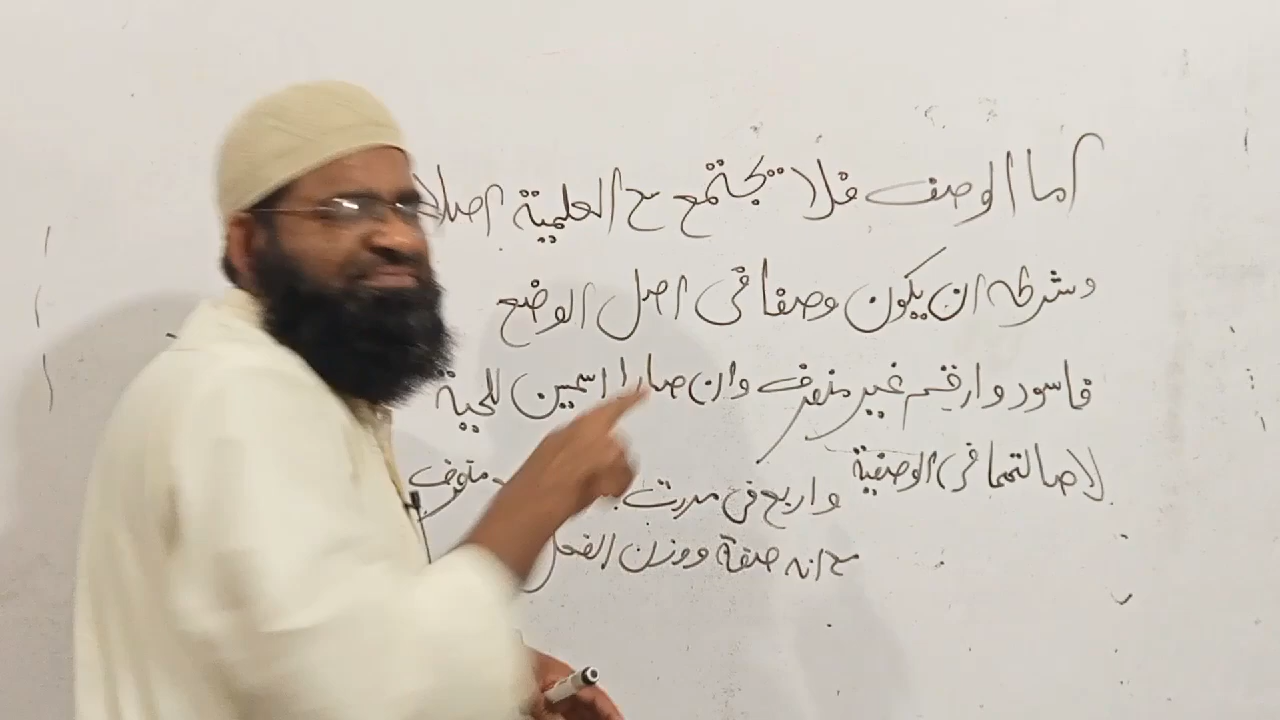 اما الوصف فلا يجتمع مع العلمية اصلا
وشرطه ان يكون وصفا في اصل الوضع
فاسود وارقم غير منصرف وان صارا اسمين للحية
لاصالتهما في الوصفية
واربع في مررت منصرف
مع انه صفة ووزن الفعل